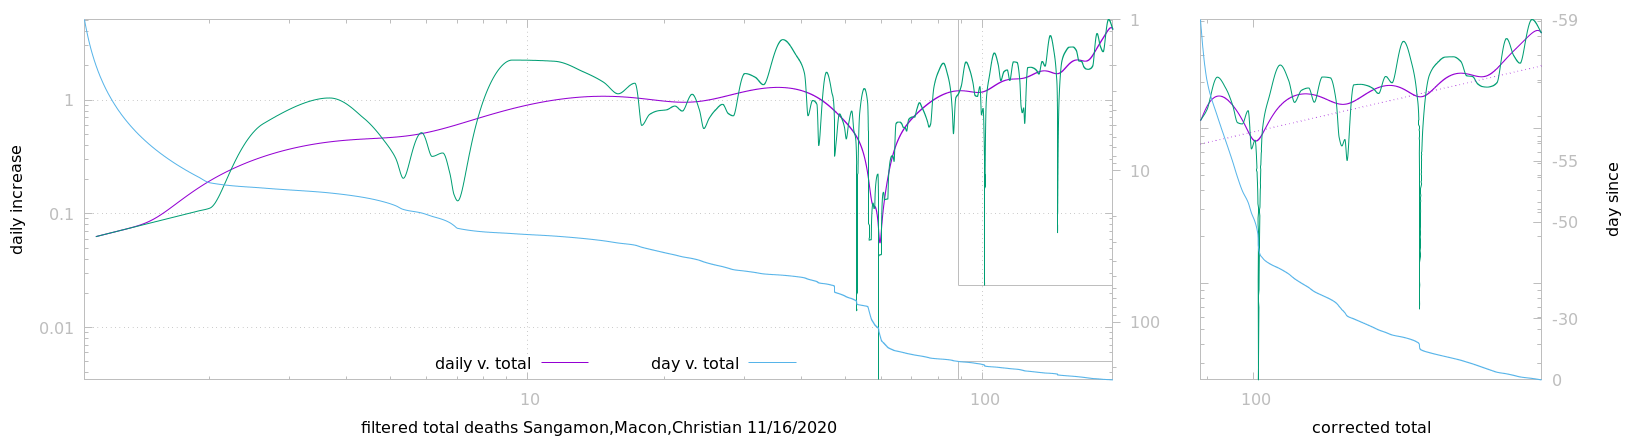 1
-59
1
-55
10
daily increase
day since
0.1
-50
0.01
100
-30
daily v. total
day v. total
0
10
100
100
filtered total deaths Sangamon,Macon,Christian 11/16/2020
corrected total